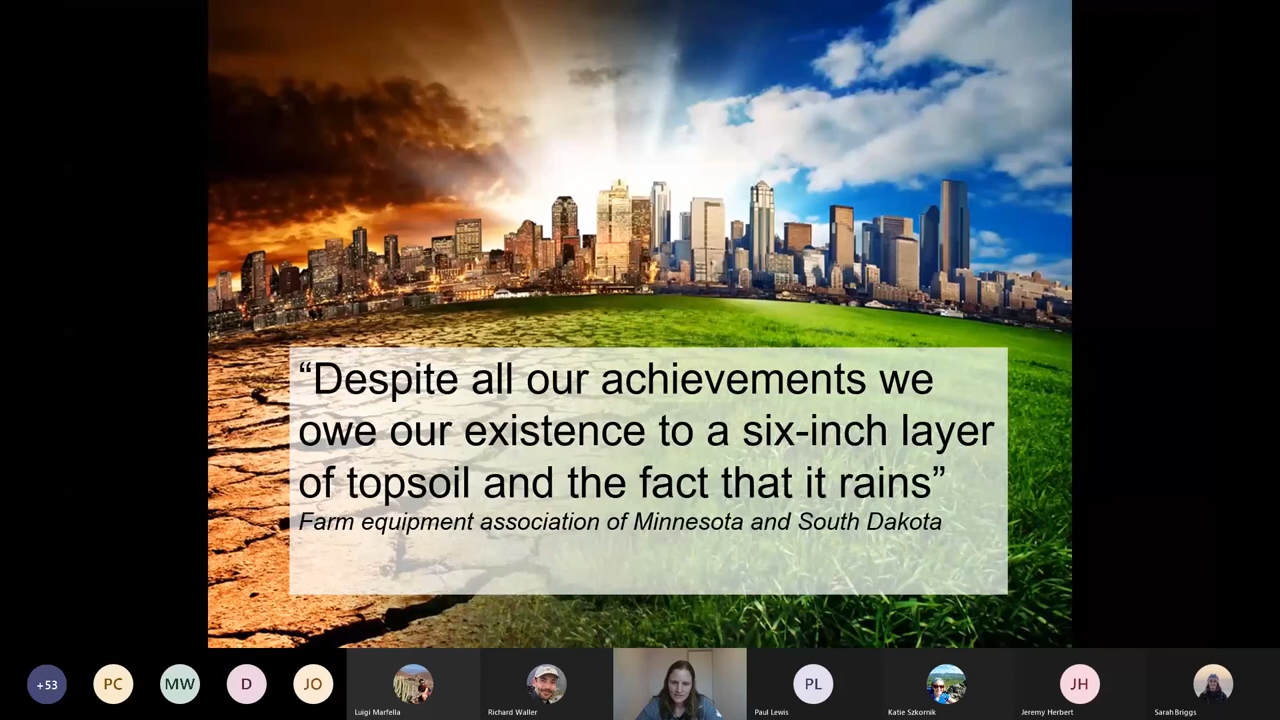 “Despite all our achievements we
owe our existence to a six-inch layer
of topsoil and the fact that it rains”
Farm equipment association of Minnesota and South Dakota
+53
PC
MW
D
JO
Luigi Marfella
Richard Waller
PL
Paul Lewis
Katie Szkornik
JH
Jeremy Herbert
Sarah Briggs